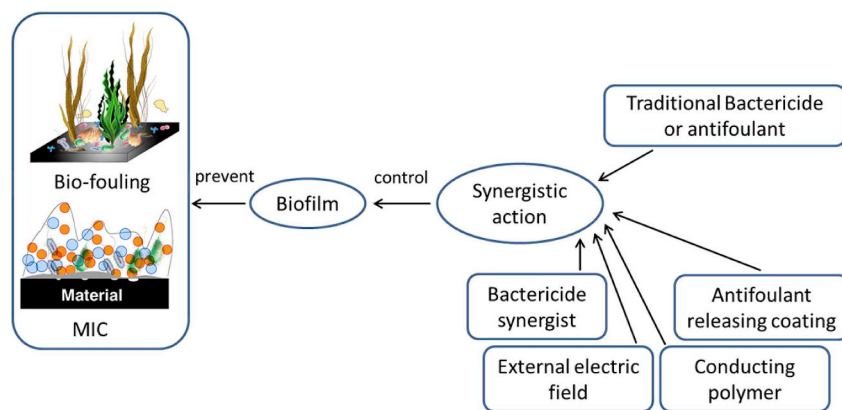 Bio-fouling
Material
MIC
prevent
Biofilm
control
Synergistic
action
Traditional Bactericide
or antifoulant
Bactericide
synergist
Antifoulant
releasing coating
External electric
field
Conducting
polymer